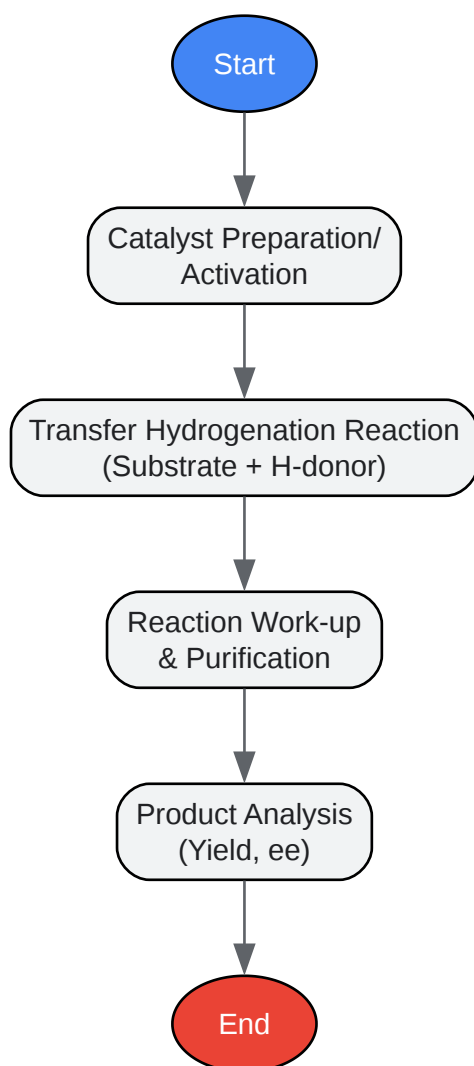 Start
Catalyst Preparation/
Activation
Transfer Hydrogenation Reaction
(Substrate + H-donor)
Reaction Work-up
& Purification
Product Analysis
(Yield, ee)
End